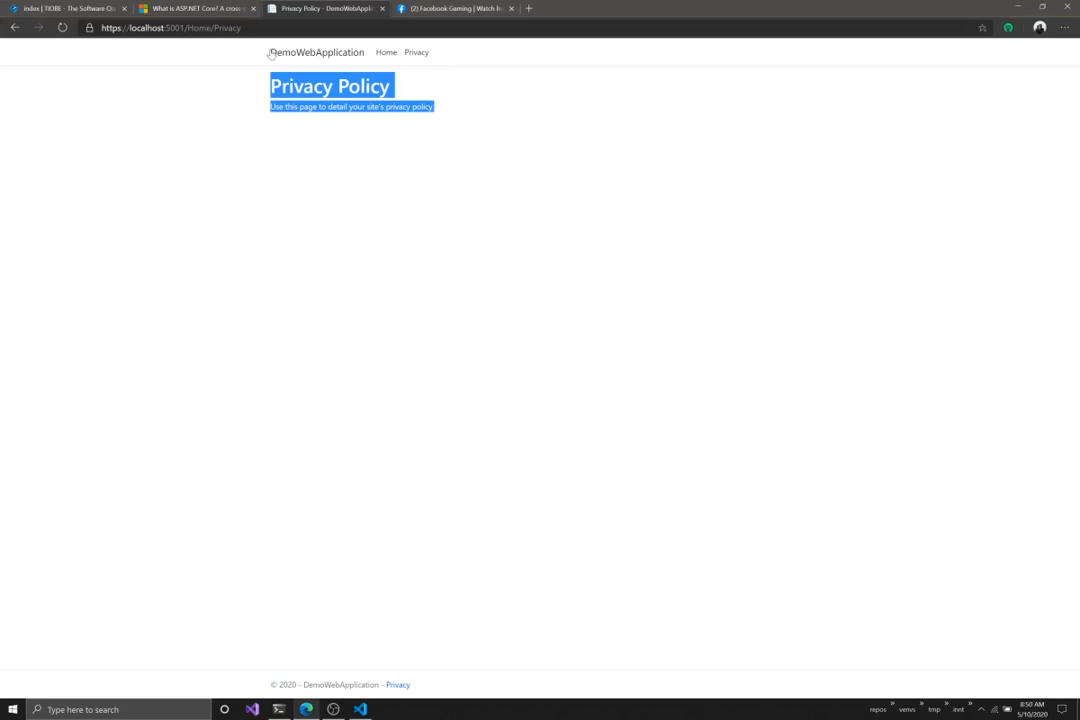 index | TIOBE - The Software Qu
What is ASP.NET Core? A cross-p
Privacy Policy - DemoWebApplic
(2) Facebook Gaming | Watch Re
https://localhost:5001/Home/Privacy
DemoWebApplication
Home
Privacy
Privacy Policy
Use this page to detail your site's privacy policy.
© 2020 - DemoWebApplication - Privacy
Type here to search
repos
venvs
tmp
8:50 AM
5/10/2020